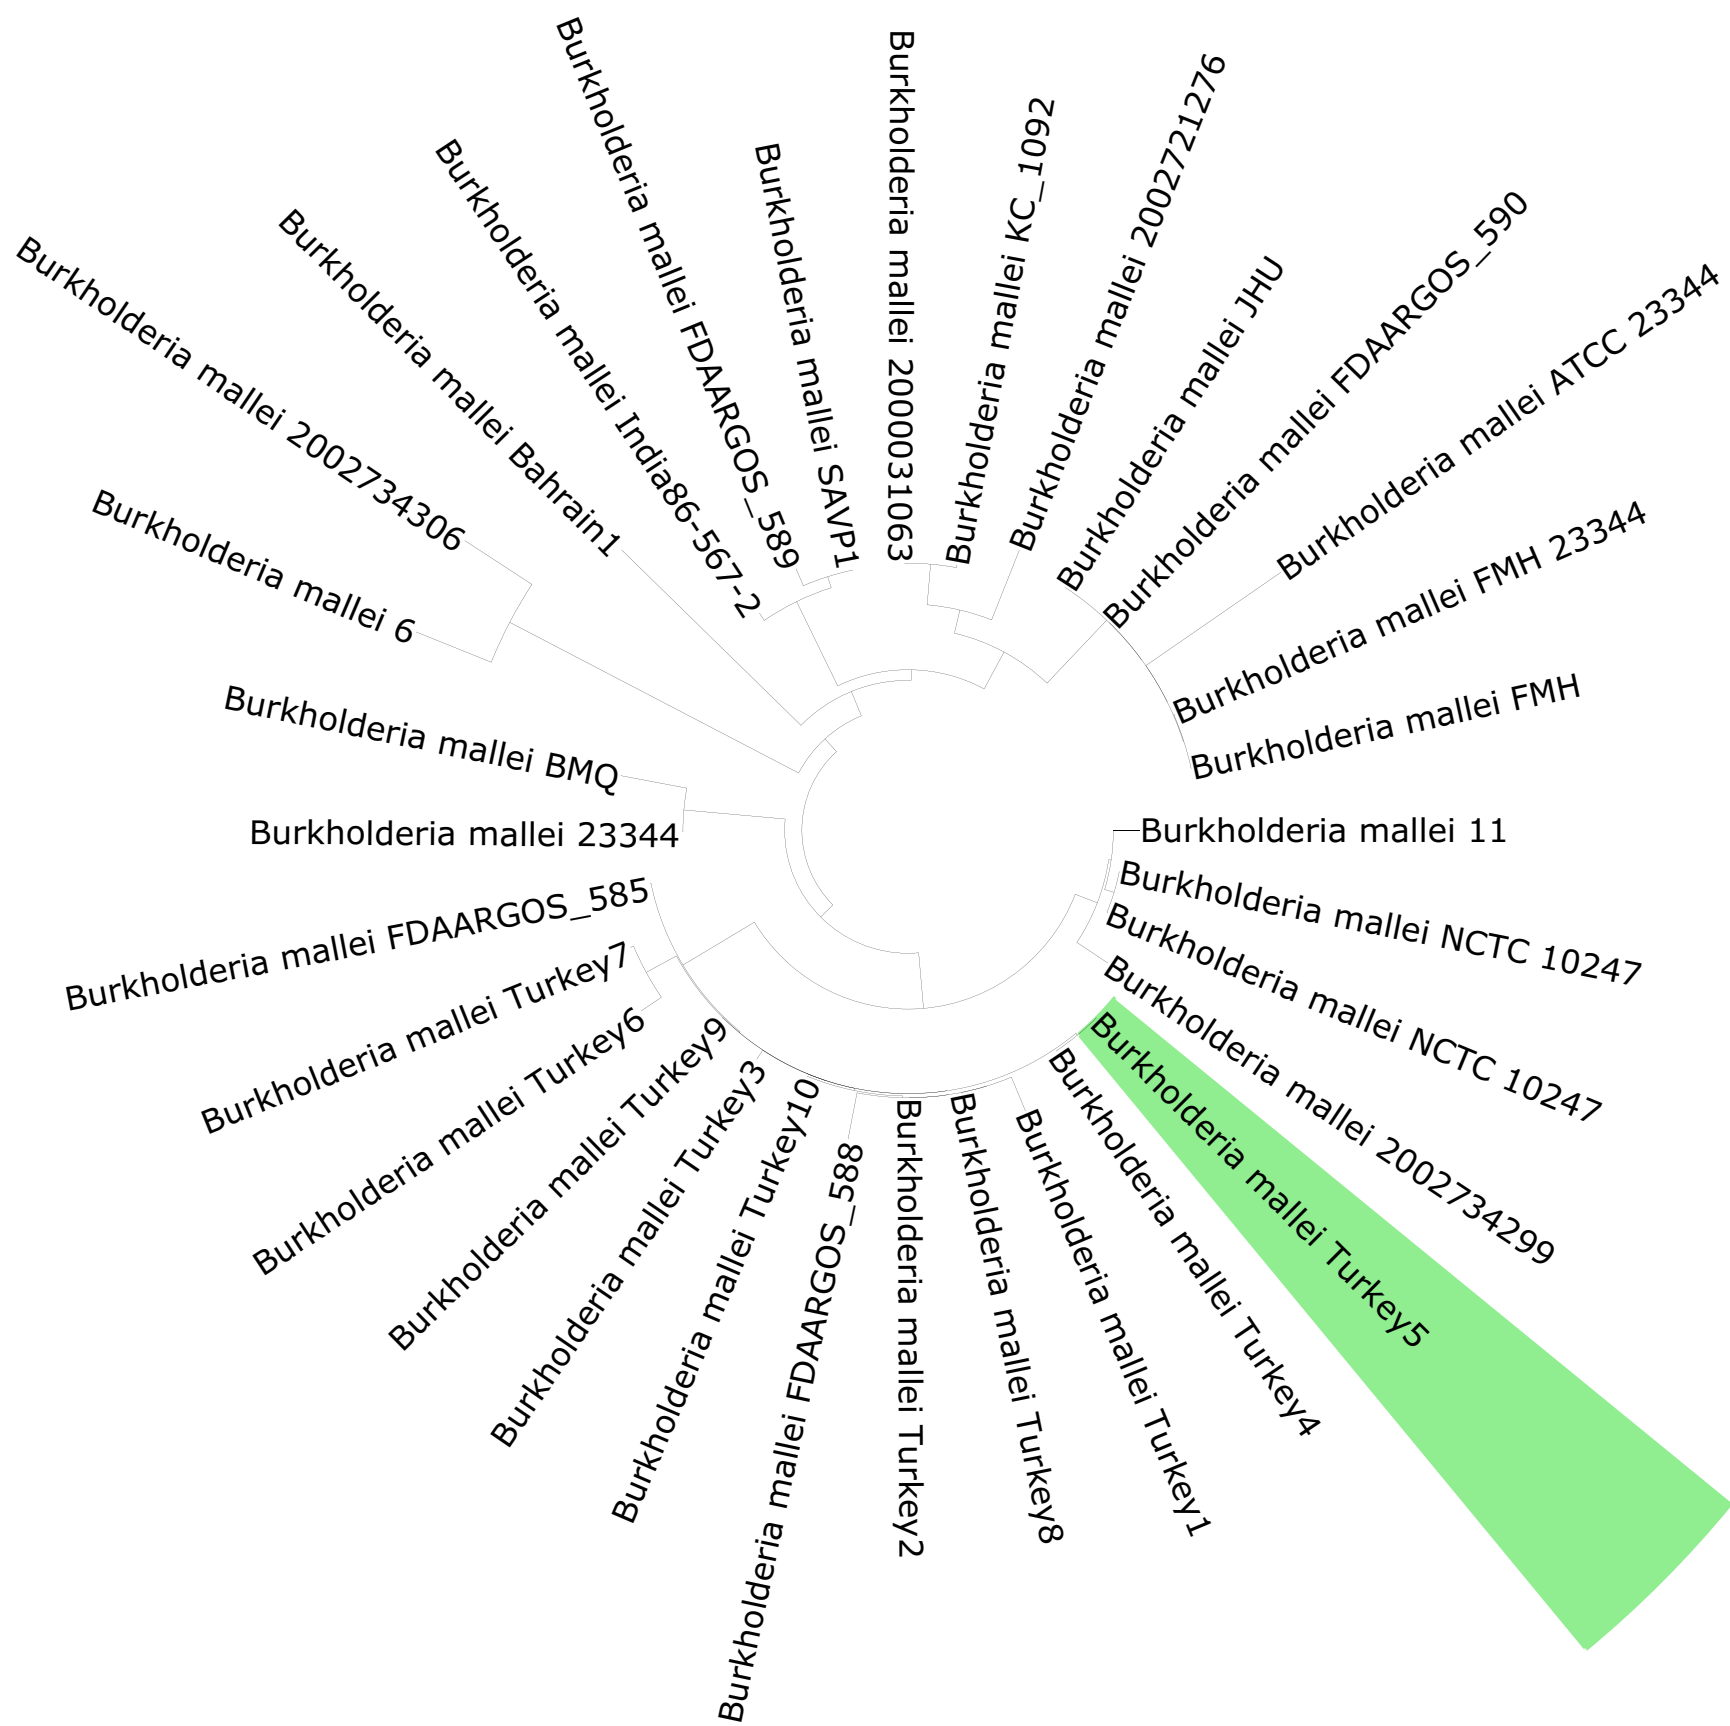 Burkholderia mallei 2000031063
Burkholderia mallei KC_1092
Burkholderia mallei 2002721276
Burkholderia mallei JHU
Burkholderia mallei FDAARGOS_590
Burkholderia mallei ATCC 23344
Burkholderia mallei FMH 23344
Burkholderia mallei FMH
Burkholderia mallei 11
Burkholderia mallei NCTC 10247
Burkholderia mallei NCTC 10247
Burkholderia mallei 2002734299
Burkholderia mallei Turkey5
Burkholderia mallei Turkey4
Burkholderia mallei Turkey1
Burkholderia mallei Turkey8
Burkholderia mallei Turkey2
Burkholderia mallei FDAARGOS_588
Burkholderia mallei Turkey10
Burkholderia mallei Turkey3
Burkholderia mallei Turkey9
Burkholderia mallei Turkey6
Burkholderia mallei Turkey7
Burkholderia mallei FDAARGOS_585
Burkholderia mallei 23344
Burkholderia mallei BMQ
Burkholderia mallei 6
Burkholderia mallei 2002734306
Burkholderia mallei Bahrain1
Burkholderia mallei India86-567-2
Burkholderia mallei FDAARGOS_589
Burkholderia mallei SAVP1